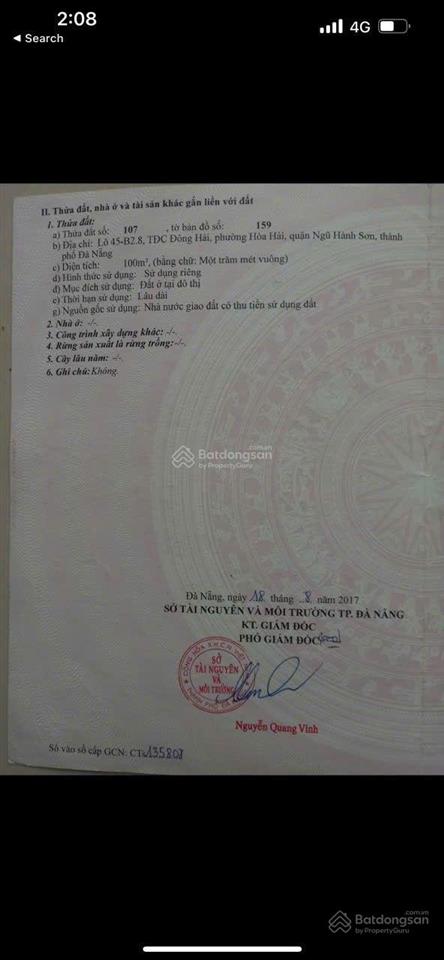 2:08
4G
◀ Search
II. Thửa đất, nhà ở và tài sản khác gắn liền với đất
1. Thửa đất:
a) Thửa đất số: 107 , tờ bản đồ số: 159
b) Địa chỉ: Lô 45-B2.8, TĐC Đông Hải, phường Hòa Hải, quận Ngũ Hành Sơn, thành
phố Đà Nẵng
c) Diện tích: 100m², (bằng chữ: Một trăm mét vuông)
d) Hình thức sử dụng: Sử dụng riêng
đ) Mục đích sử dụng: Đất ở tại đô thị
e) Thời hạn sử dụng: Lâu dài
g) Nguồn gốc sử dụng: Nhà nước giao đất có thu tiền sử dụng đất
2. Nhà ở: -/-.
3. Công trình xây dựng khác: -/-.
4. Rừng sản xuất là rừng trồng:-/-.
5. Cây lâu năm: -/-.
6. Ghi chú: Không.
Batdongsan.com.vn
by PropertyGuru
Đà Nẵng, ngày 18 tháng 8 năm 2017
SỞ TÀI NGUYÊN VÀ MÔI TRƯỜNG TP. ĐÀ NẴNG
KT. GIÁM ĐỐC
PHÓ GIÁM ĐỐC
SỞ
TÀI NGUYÊN
VÀ
MÔI TRƯỜNG
Nguyễn Quang Vinh
Số vào sổ cấp GCN: CTs
Batdongsan.com.vn
by PropertyGuru